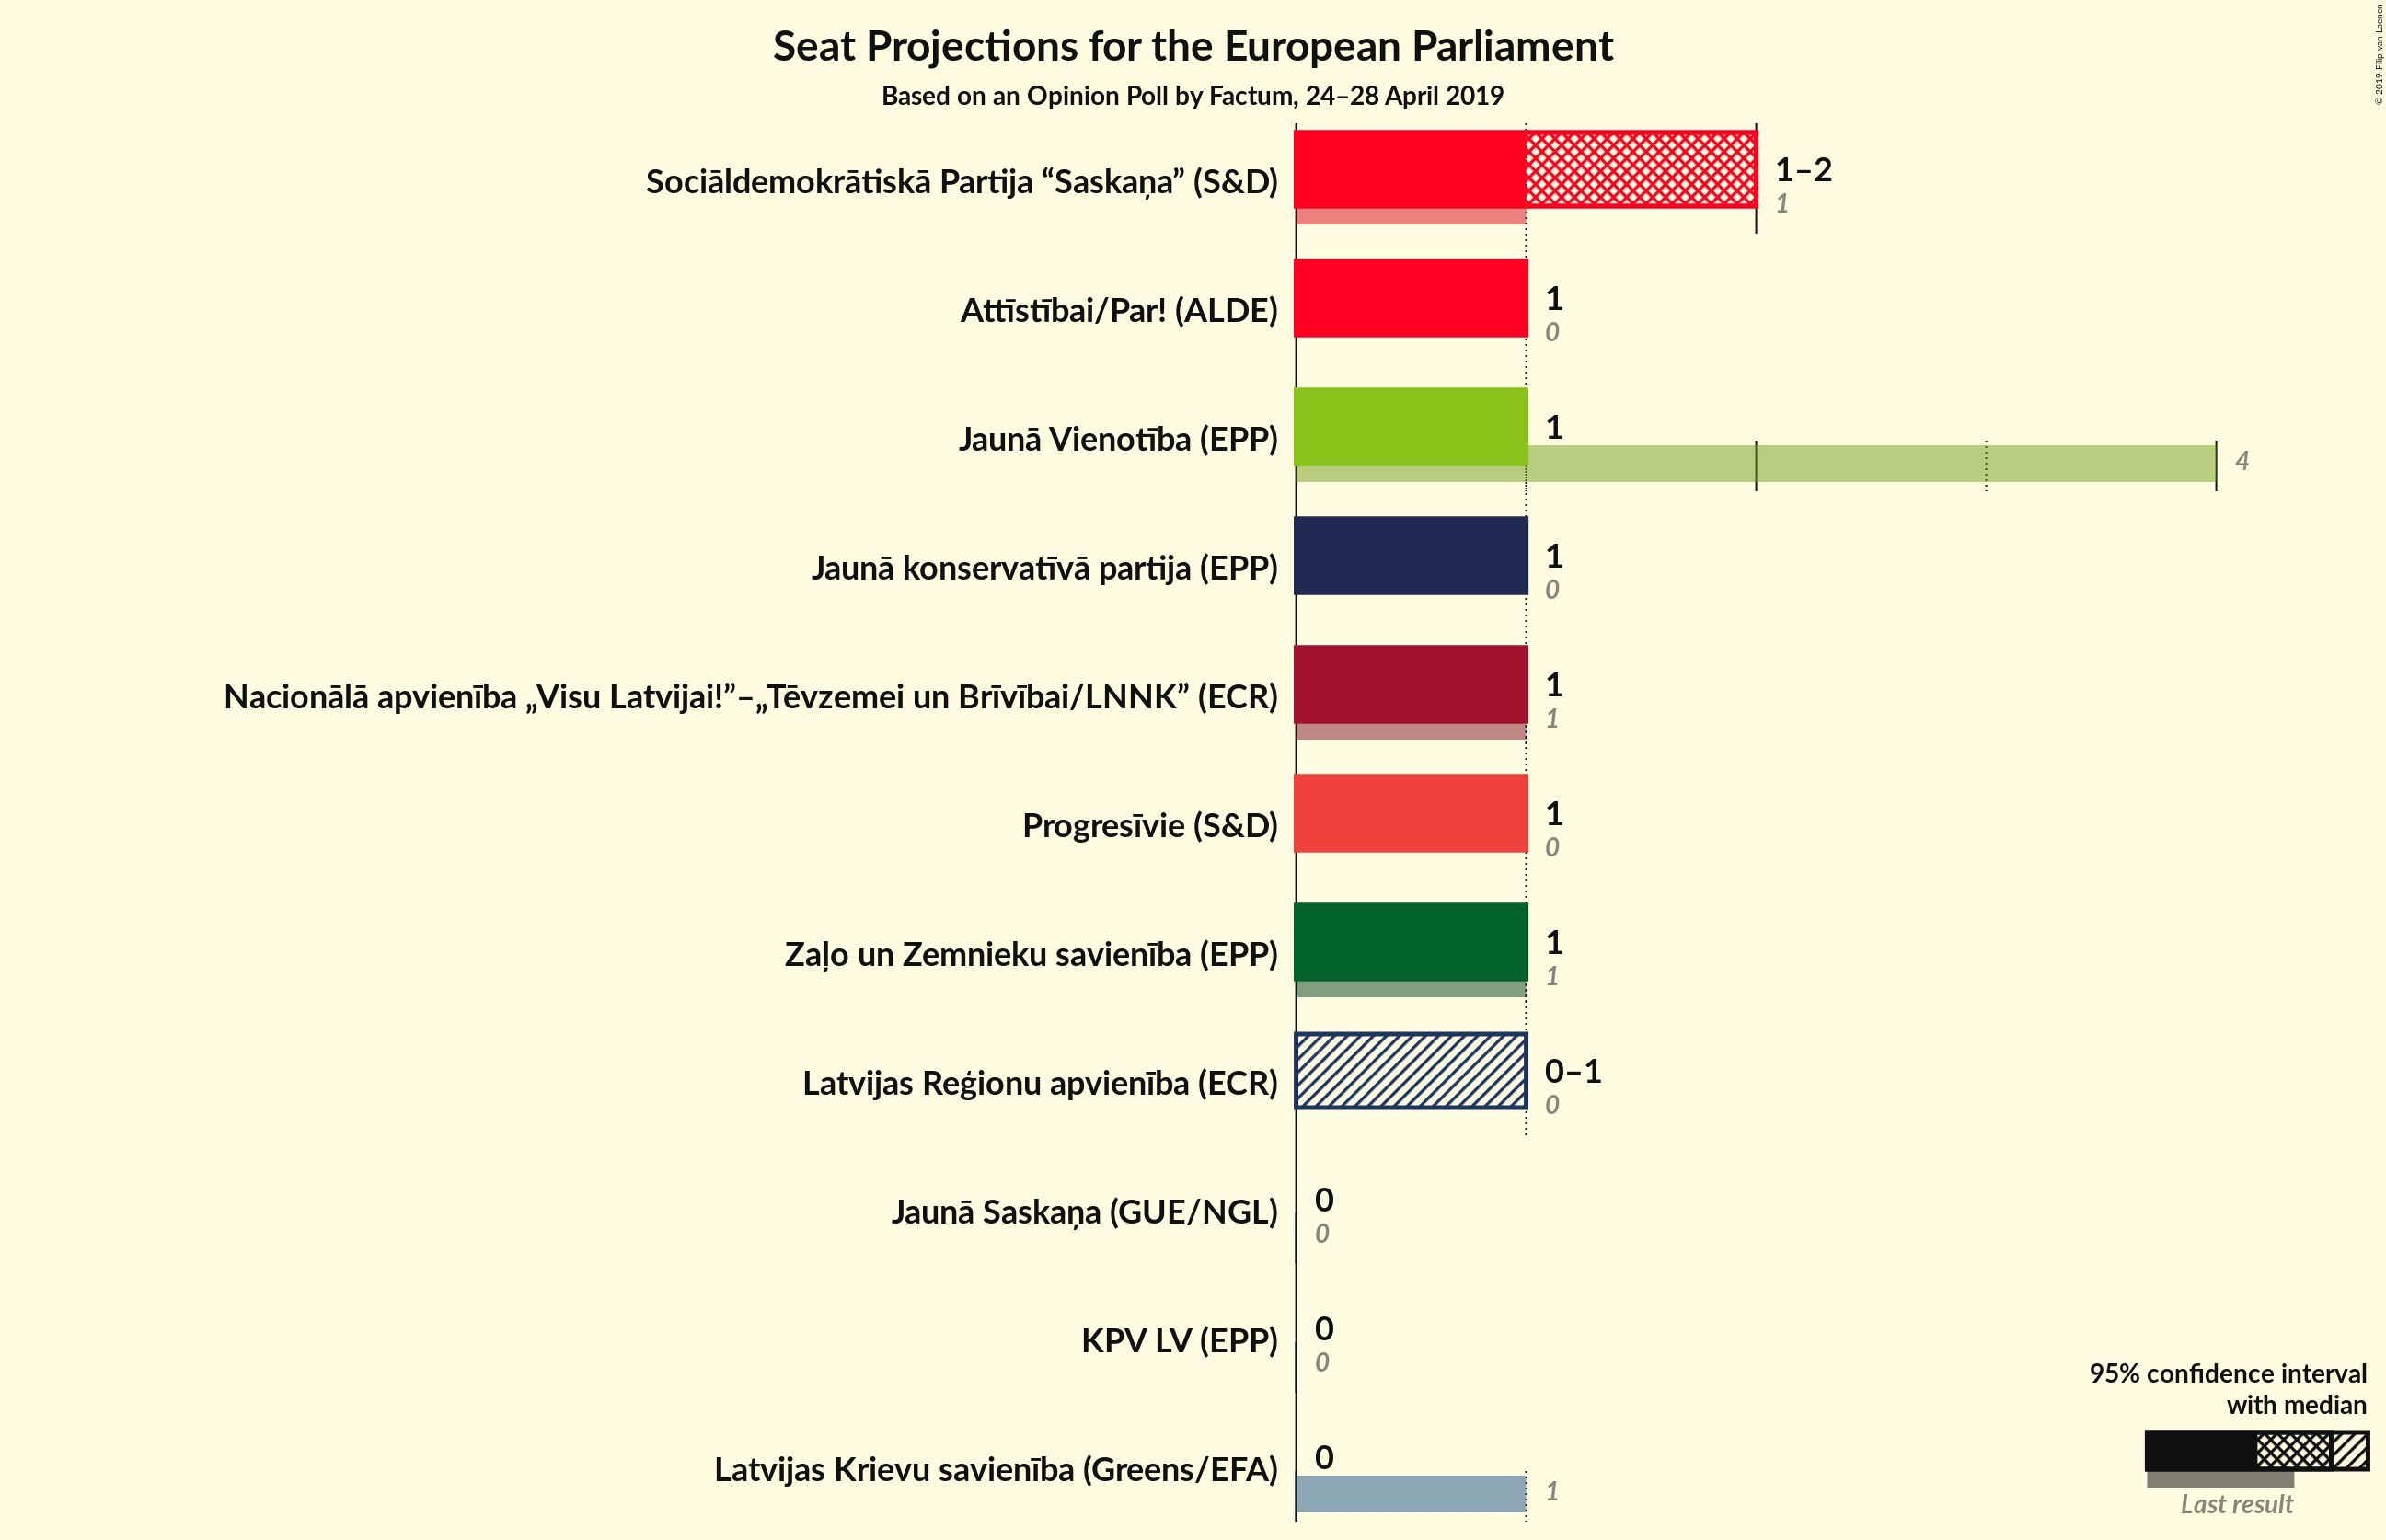 Seat Projections for the European Parliament
Based on an Opinion Poll by Factum, 24–28 April 2019
© 2019 Filip van Laenen
Sociāldemokrātiskā Partija “Saskaņa” (S&D)
1–2
1
Attīstībai/Par! (ALDE)
1
0
Jaunā Vienotība (EPP)
1
4
Jaunā konservatīvā partija (EPP)
1
0
Nacionālā apvienība „Visu Latvijai!”–„Tēvzemei un Brīvībai/LNNK” (ECR)
1
1
Progresīvie (S&D)
1
0
Zaļo un Zemnieku savienība (EPP)
1
1
Latvijas Reģionu apvienība (ECR)
0–1
0
Jaunā Saskaņa (GUE/NGL)
0
0
KPV LV (EPP)
0
0
Latvijas Krievu savienība (Greens/EFA)
0
1
95% confidence interval
with median
Last result